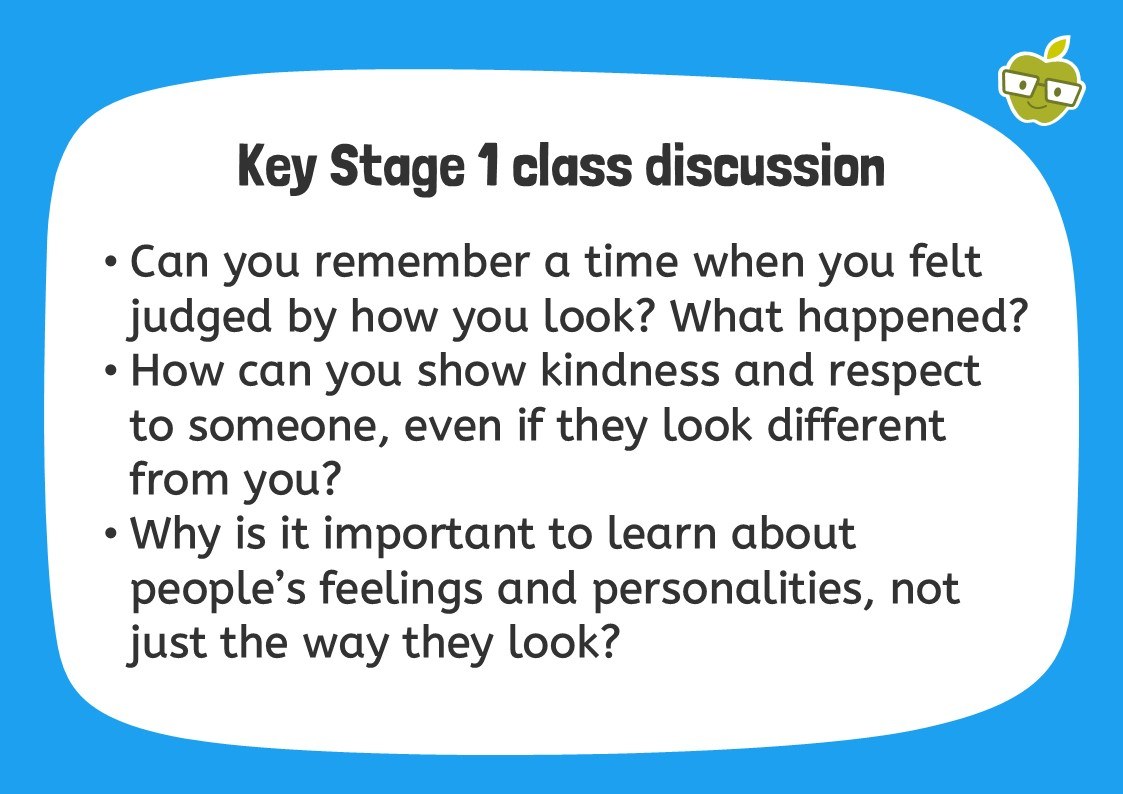 Key Stage 1 class discussion
• Can you remember a time when you felt
judged by how you look? What happened?
• How can you show kindness and respect
to someone, even if they look different
from you?
• Why is it important to learn about
people’s feelings and personalities, not
just the way they look?